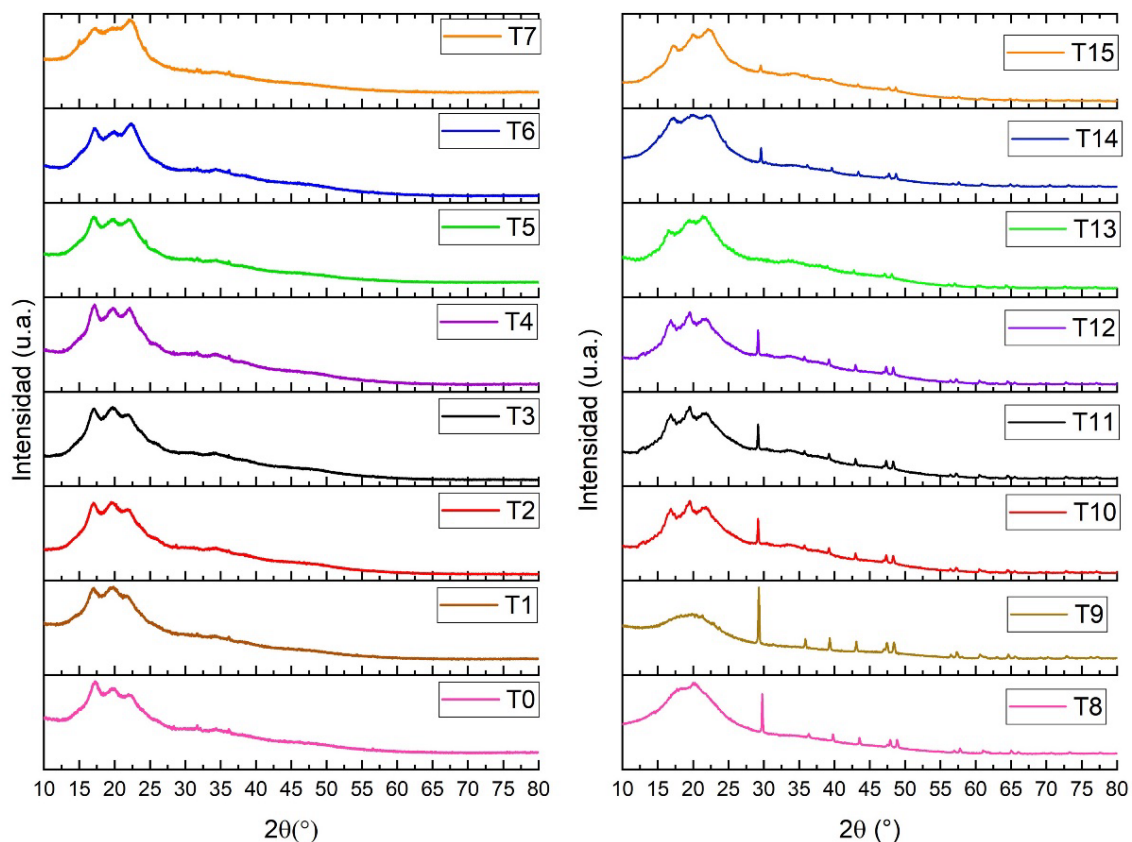 Intensidad (u.a.)
T7
T6
T5
T4
T3
T2
T1
T0
10 15 20 25 30 35 40 45 50 55 60 65 70 75 80
2θ(°)
Intensidad (u.a.)
T15
T14
T13
T12
T11
T10
T9
T8
10 15 20 25 30 35 40 45 50 55 60 65 70 75 80
2θ (°)